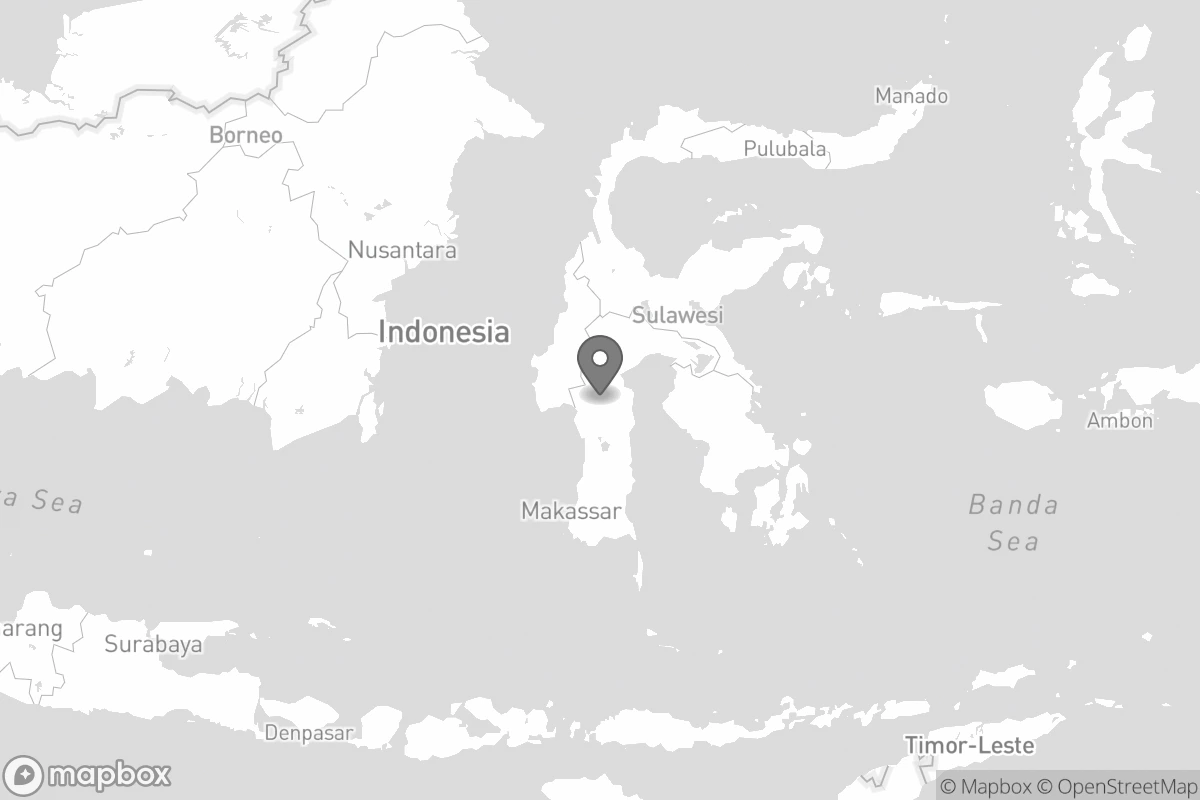 Manado
Borneo
Pulubala
Nusantara
Sulawesi
Indonesia
Ambon
a Sea
Banda
Sea
Makassar
arang
Surabaya
Denpasar
Timor-Leste
mapbox
© Mapbox © OpenStreetMap